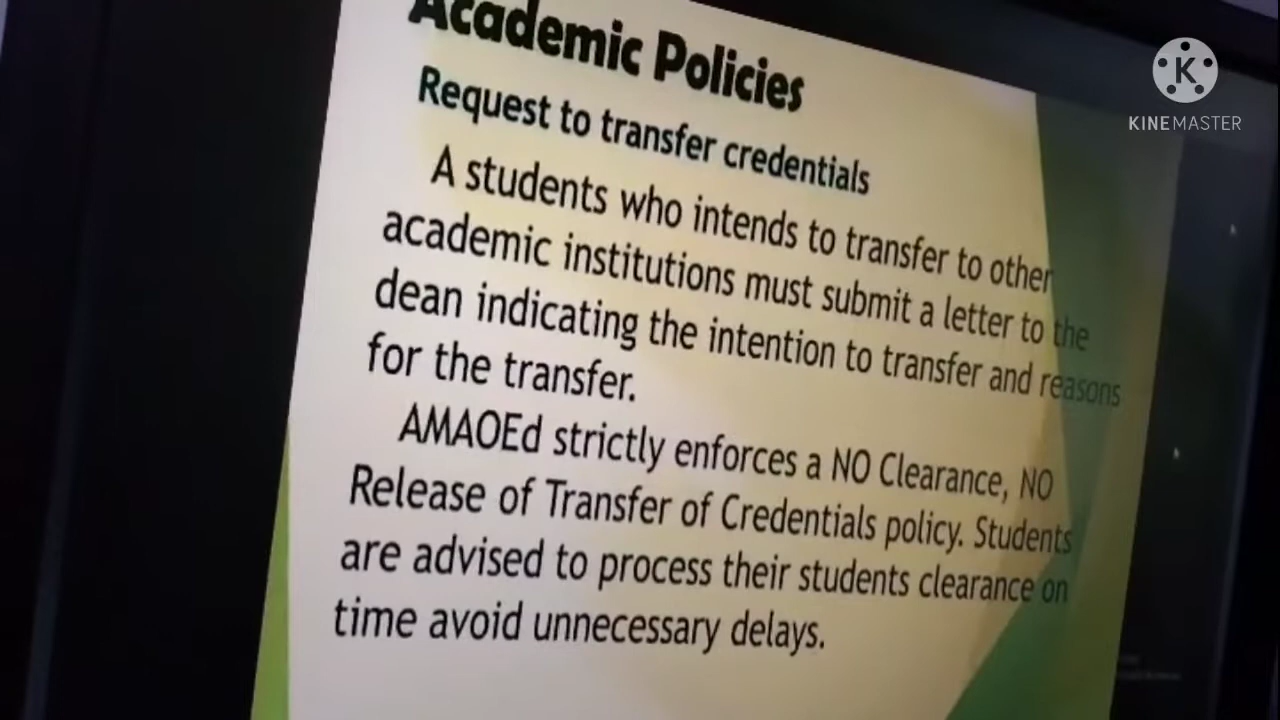 Academic Policies
Request to transfer credentials
A students who intends to transfer to other
academic institutions must submit a letter to the
dean indicating the intention to transfer and reasons
for the transfer.
AMAOEd strictly enforces a NO Clearance, NO
Release of Transfer of Credentials policy. Students
are advised to process their students clearance on
time avoid unnecessary delays.
K
KINEMASTER